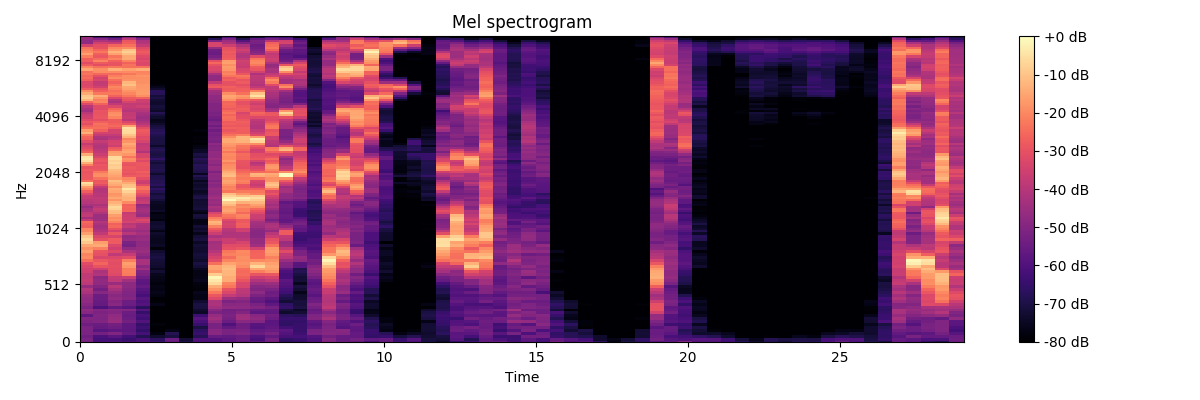 Mel spectrogram
Hz
8192
4096
2048
1024
512
0
0 5 10 15 20 25
Time
+0 dB
-10 dB
-20 dB
-30 dB
-40 dB
-50 dB
-60 dB
-70 dB
-80 dB